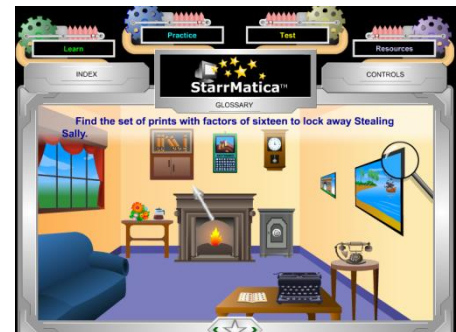 Learn
Practice
Test
Resources
INDEX
StarrMatica™
CONTROLS
GLOSSARY
Find the set of prints with factors of sixteen to lock away Stealing
Sally.